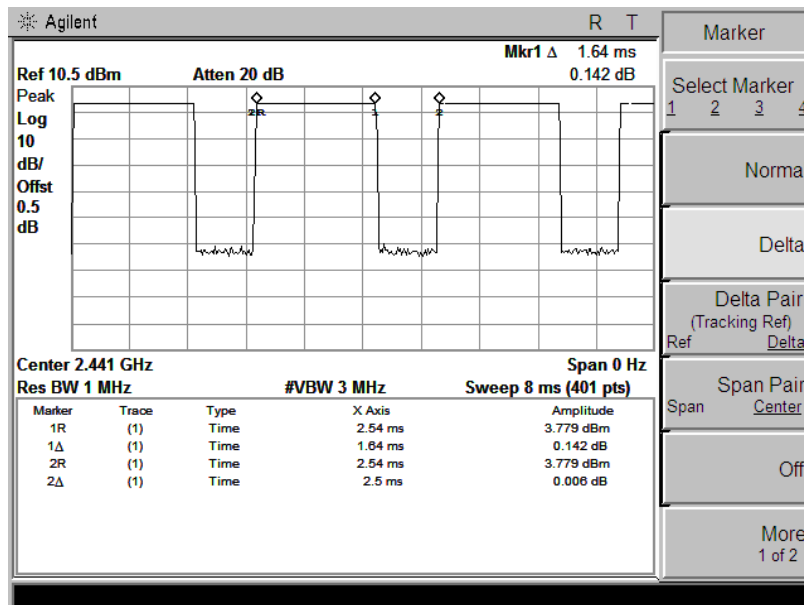 Agilent R T
Mkr1 Δ 1.64 ms
Ref 10.5 dBm Atten 20 dB 0.142 dB
Peak
Log
10
dB/
Offst
0.5
dB
2R 1 2
Center 2.441 GHz Span 0 Hz
Res BW 1 MHz #VBW 3 MHz Sweep 8 ms (401 pts)
Marker Trace Type X Axis Amplitude
1R (1) Time 2.54 ms 3.779 dBm
1Δ (1) Time 1.64 ms 0.142 dB
2R (1) Time 2.54 ms 3.779 dBm
2Δ (1) Time 2.5 ms 0.006 dB
Marker
Select Marker
1 2 3 4
Norma
Delta
Delta Pair
(Tracking Ref)
Ref Delta
Span Pair
Span Center
Off
More
1 of 2